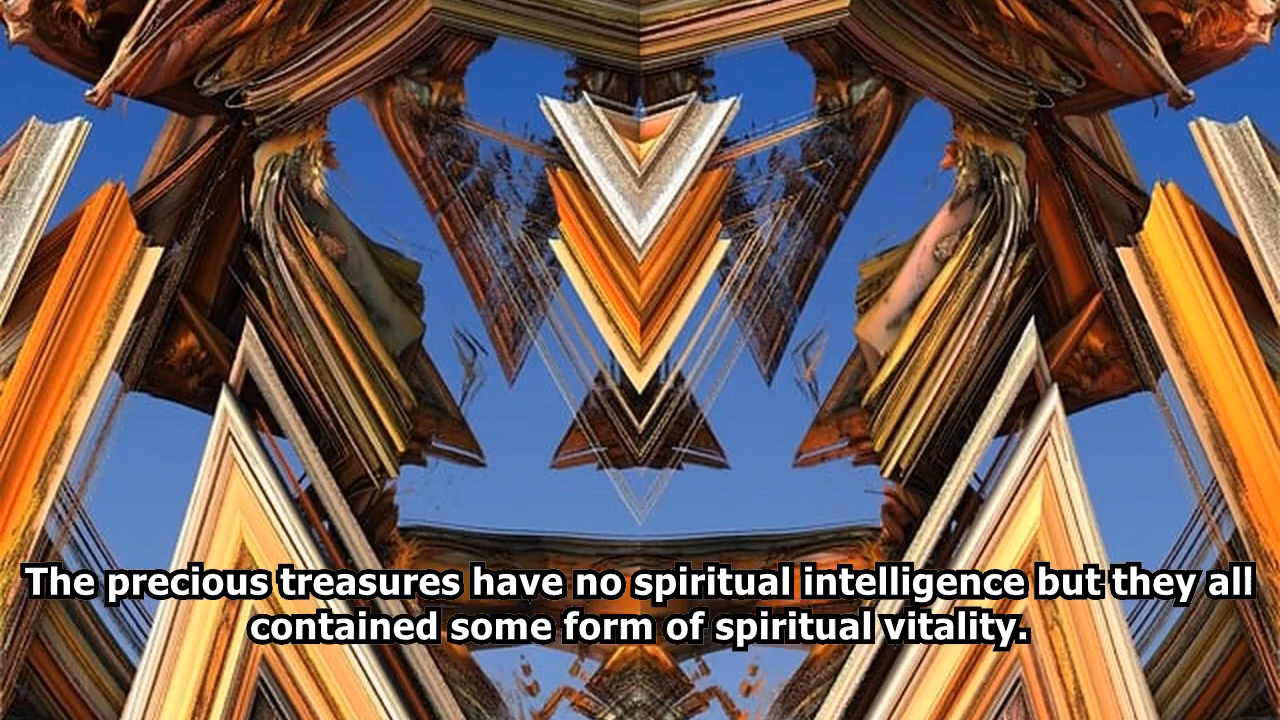 The precious treasures have no spiritual intelligence but they all
contained some form of spiritual vitality.